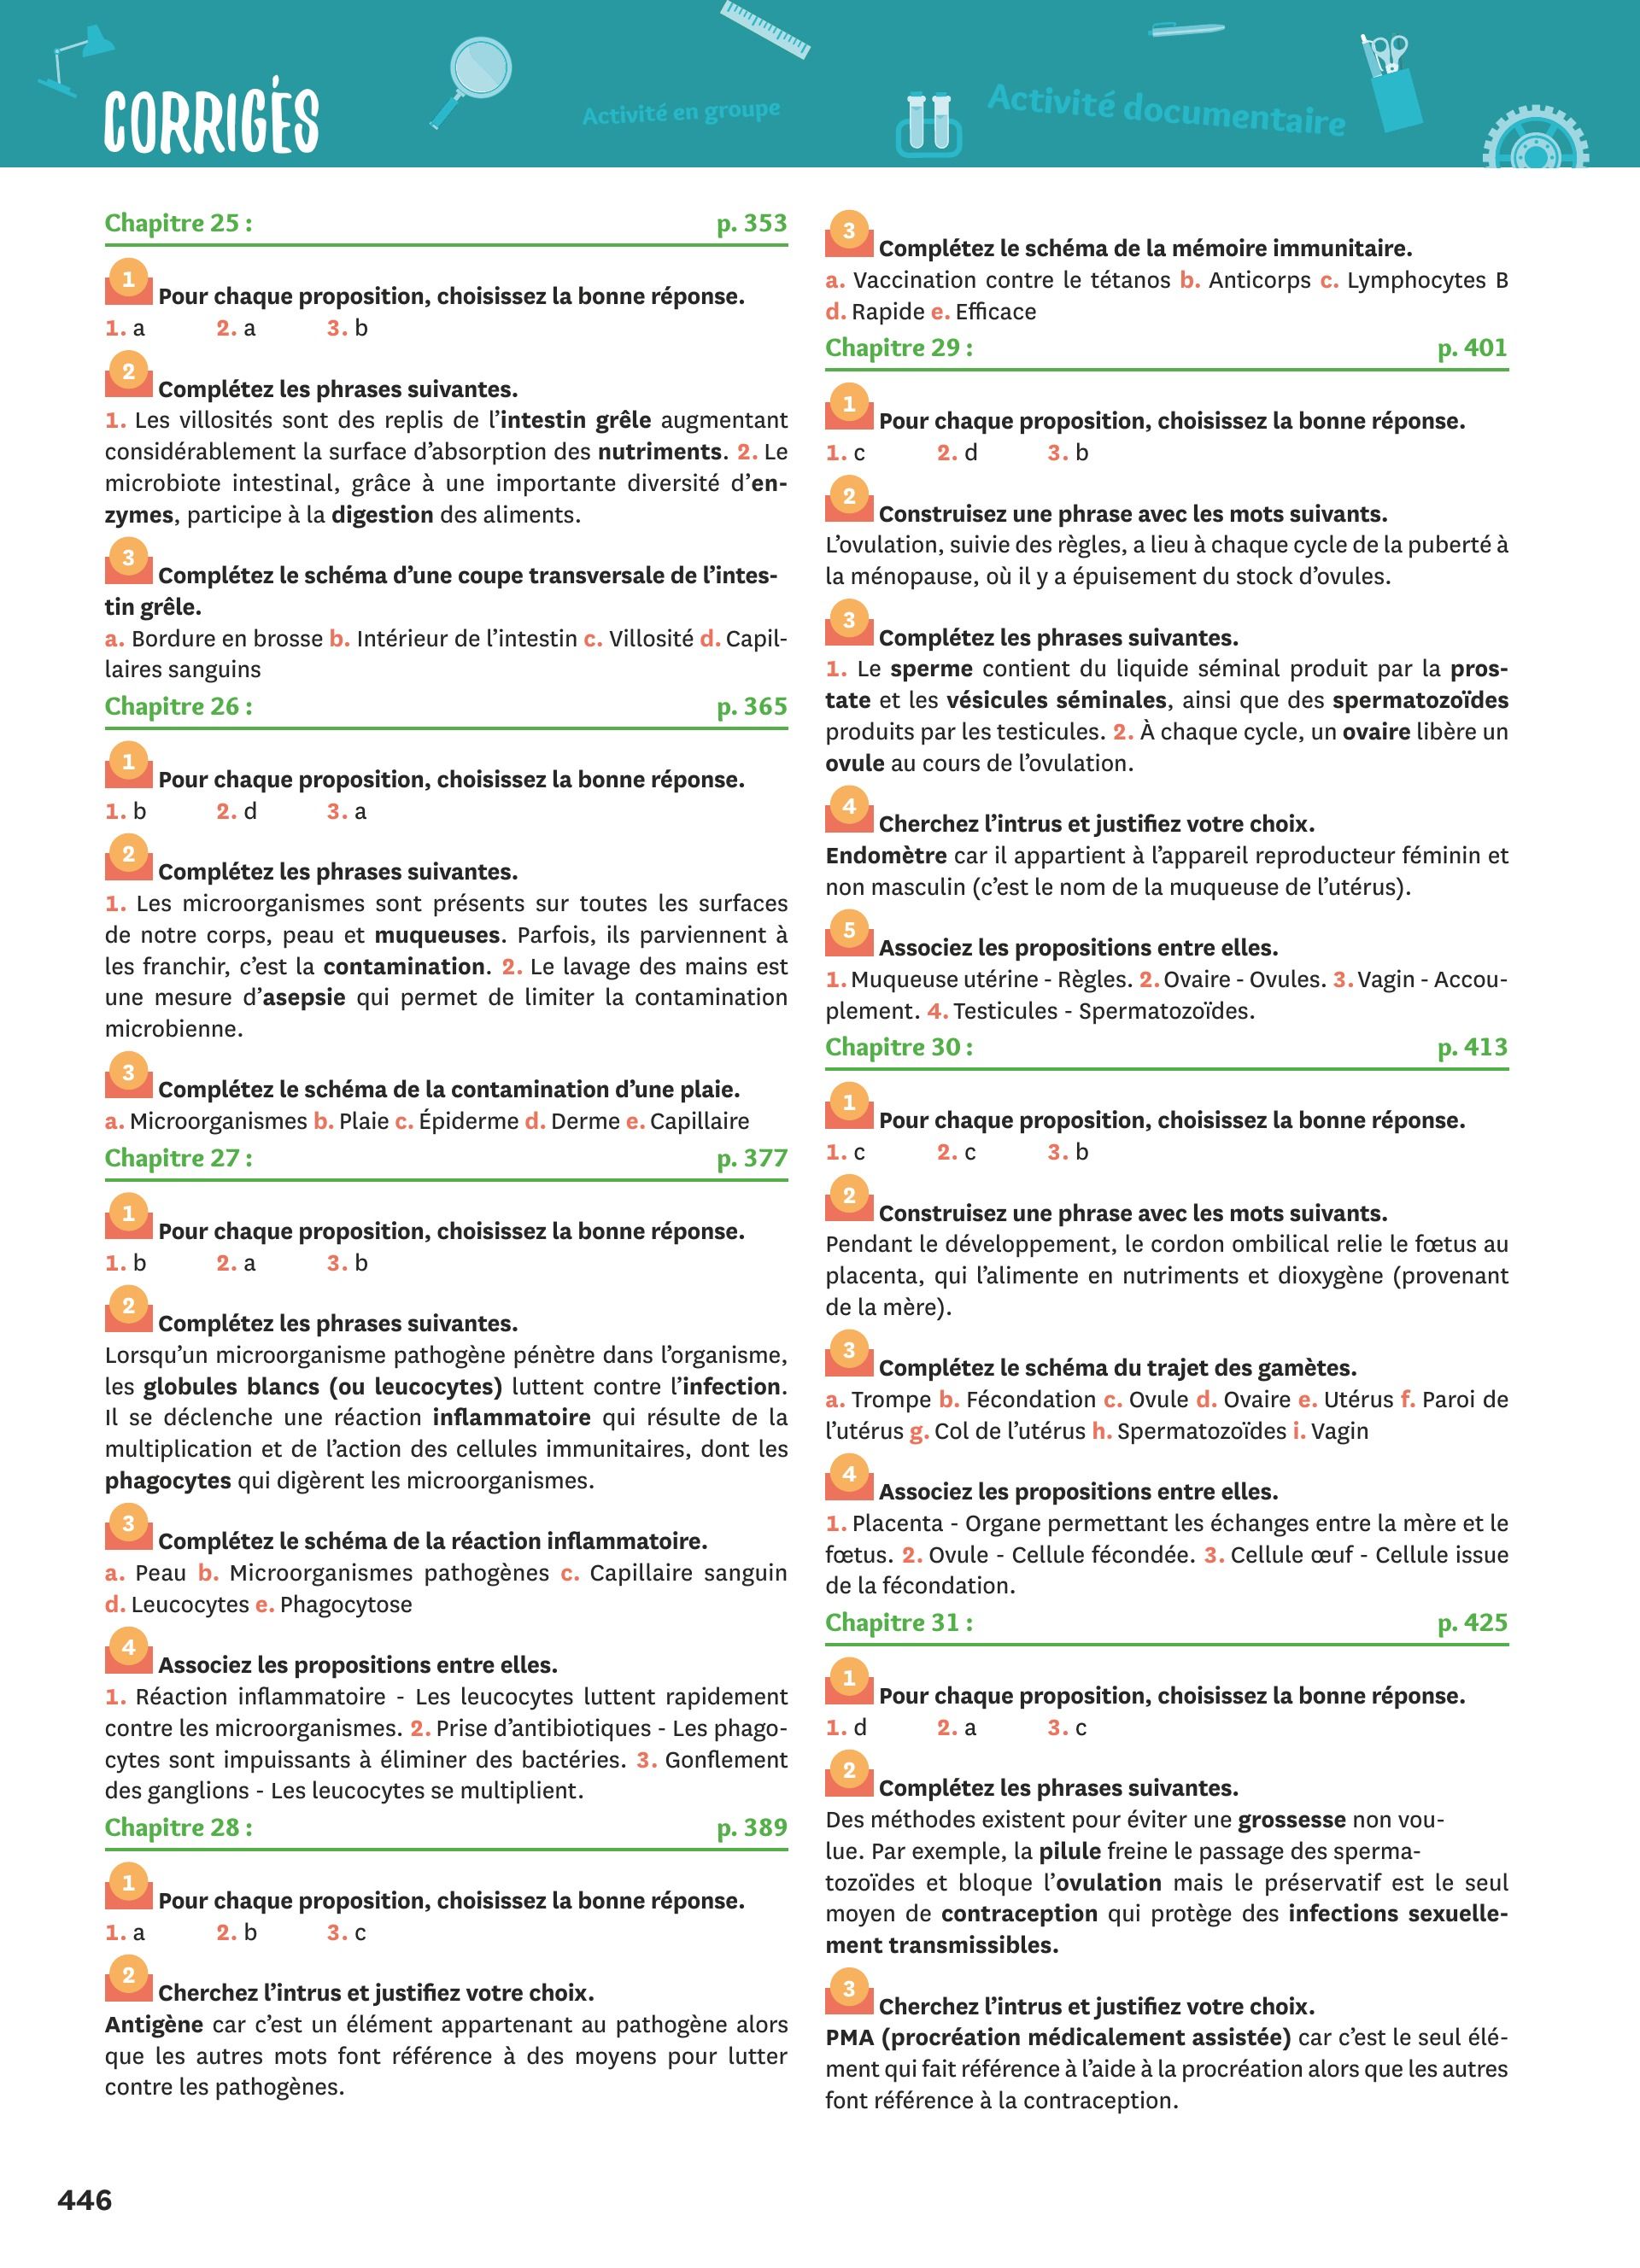 CORRIGÉS
Activité en groupe
Activité documentaire
Chapitre 25 : p. 353
1 Pour chaque proposition, choisissez la bonne réponse.
1. a 2. a 3. b
2 Complétez les phrases suivantes.
1. Les villosités sont des replis de l’intestin grêle augmentant
considérablement la surface d’absorption des nutriments. 2. Le
microbiote intestinal, grâce à une importante diversité d’en-
zymes, participe à la digestion des aliments.
3 Complétez le schéma d’une coupe transversale de l’intes-
tin grêle.
a. Bordure en brosse b. Intérieur de l’intestin c. Villosité d. Capil-
laires sanguins
Chapitre 26 : p. 365
1 Pour chaque proposition, choisissez la bonne réponse.
1. b 2. d 3. a
2 Complétez les phrases suivantes.
1. Les microorganismes sont présents sur toutes les surfaces
de notre corps, peau et muqueuses. Parfois, ils parviennent à
les franchir, c’est la contamination. 2. Le lavage des mains est
une mesure d’asepsie qui permet de limiter la contamination
microbienne.
3 Complétez le schéma de la contamination d’une plaie.
a. Microorganismes b. Plaie c. Épiderme d. Derme e. Capillaire
Chapitre 27 : p. 377
1 Pour chaque proposition, choisissez la bonne réponse.
1. b 2. a 3. b
2 Complétez les phrases suivantes.
Lorsqu’un microorganisme pathogène pénètre dans l’organisme,
les globules blancs (ou leucocytes) luttent contre l’infection.
Il se déclenche une réaction inflammatoire qui résulte de la
multiplication et de l’action des cellules immunitaires, dont les
phagocytes qui digèrent les microorganismes.
3 Complétez le schéma de la réaction inflammatoire.
a. Peau b. Microorganismes pathogènes c. Capillaire sanguin
d. Leucocytes e. Phagocytose
4 Associez les propositions entre elles.
1. Réaction inflammatoire - Les leucocytes luttent rapidement
contre les microorganismes. 2. Prise d’antibiotiques - Les phago-
cytes sont impuissants à éliminer des bactéries. 3. Gonflement
des ganglions - Les leucocytes se multiplient.
Chapitre 28 : p. 389
1 Pour chaque proposition, choisissez la bonne réponse.
1. a 2. b 3. c
2 Cherchez l’intrus et justifiez votre choix.
Antigène car c’est un élément appartenant au pathogène alors
que les autres mots font référence à des moyens pour lutter
contre les pathogènes.
3 Complétez le schéma de la mémoire immunitaire.
a. Vaccination contre le tétanos b. Anticorps c. Lymphocytes B
d. Rapide e. Efficace
Chapitre 29 : p. 401
1 Pour chaque proposition, choisissez la bonne réponse.
1. c 2. d 3. b
2 Construisez une phrase avec les mots suivants.
L’ovulation, suivie des règles, a lieu à chaque cycle de la puberté à
la ménopause, où il y a épuisement du stock d’ovules.
3 Complétez les phrases suivantes.
1. Le sperme contient du liquide séminal produit par la pros-
tate et les vésicules séminales, ainsi que des spermatozoïdes
produits par les testicules. 2. À chaque cycle, un ovaire libère un
ovule au cours de l’ovulation.
4 Cherchez l’intrus et justifiez votre choix.
Endomètre car il appartient à l’appareil reproducteur féminin et
non masculin (c’est le nom de la muqueuse de l’utérus).
5 Associez les propositions entre elles.
1. Muqueuse utérine - Règles. 2. Ovaire - Ovules. 3. Vagin - Accou-
plement. 4. Testicules - Spermatozoïdes.
Chapitre 30 : p. 413
1 Pour chaque proposition, choisissez la bonne réponse.
1. c 2. c 3. b
2 Construisez une phrase avec les mots suivants.
Pendant le développement, le cordon ombilical relie le fœtus au
placenta, qui l’alimente en nutriments et dioxygène (provenant
de la mère).
3 Complétez le schéma du trajet des gamètes.
a. Trompe b. Fécondation c. Ovule d. Ovaire e. Utérus f. Paroi de
l’utérus g. Col de l’utérus h. Spermatozoïdes i. Vagin
4 Associez les propositions entre elles.
1. Placenta - Organe permettant les échanges entre la mère et le
fœtus. 2. Ovule - Cellule fécondée. 3. Cellule œuf - Cellule issue
de la fécondation.
Chapitre 31 : p. 425
1 Pour chaque proposition, choisissez la bonne réponse.
1. d 2. a 3. c
2 Complétez les phrases suivantes.
Des méthodes existent pour éviter une grossesse non vou-
lue. Par exemple, la pilule freine le passage des sperma-
tozoïdes et bloque l’ovulation mais le préservatif est le seul
moyen de contraception qui protège des infections sexuelle-
ment transmissibles.
3 Cherchez l’intrus et justifiez votre choix.
PMA (procréation médicalement assistée) car c’est le seul élé-
ment qui fait référence à l’aide à la procréation alors que les autres
font référence à la contraception.
446